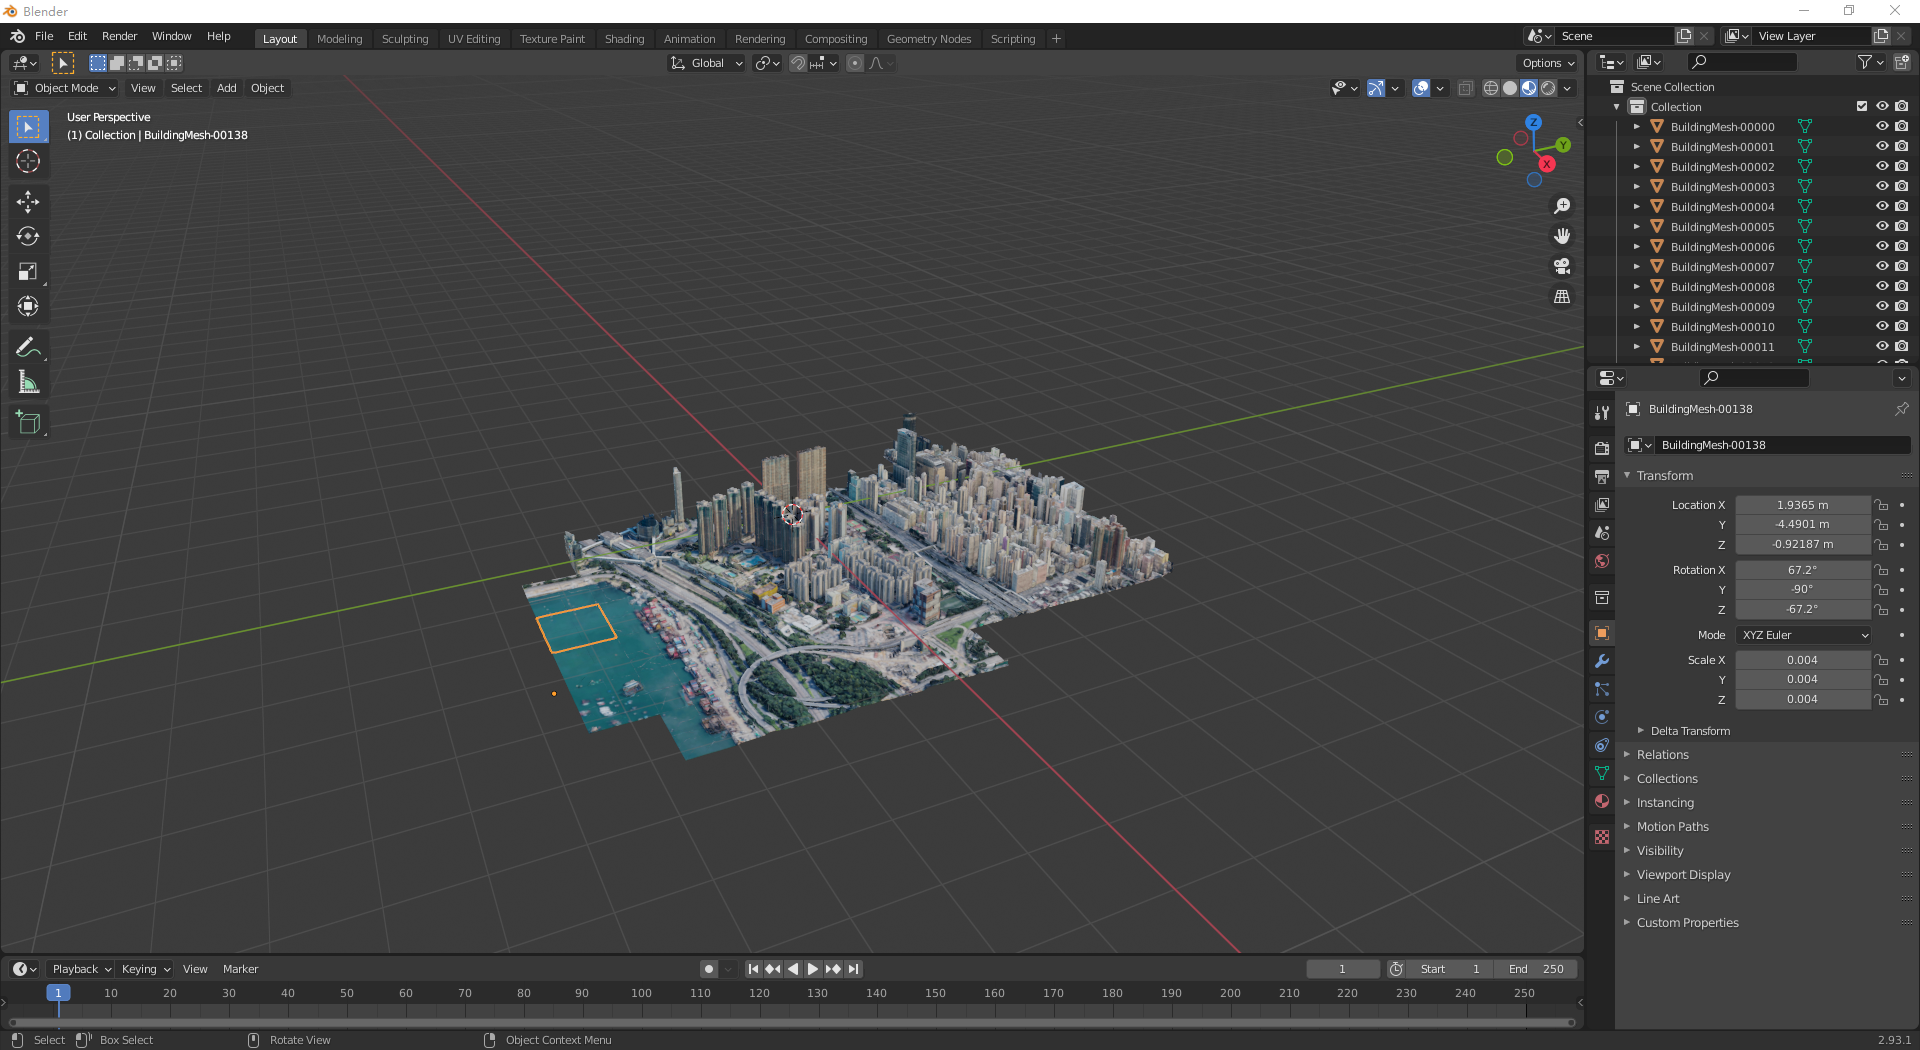 Blender
File Edit Render Window Help Layout Modeling Sculpting UV Editing Texture Paint Shading Animation Rendering Compositing Geometry Nodes Scripting + Scene View Layer
Global Options
Object Mode View Select Add Object
User Perspective
(1) Collection | BuildingMesh-00138
Z
Y
X
Scene Collection
Collection
BuildingMesh-00000
BuildingMesh-00001
BuildingMesh-00002
BuildingMesh-00003
BuildingMesh-00004
BuildingMesh-00005
BuildingMesh-00006
BuildingMesh-00007
BuildingMesh-00008
BuildingMesh-00009
BuildingMesh-00010
BuildingMesh-00011
BuildingMesh-00138
BuildingMesh-00138
Transform
Location X 1.9365 m
Y -4.4901 m
Z -0.92187 m
Rotation X 67.2°
Y -90°
Z -67.2°
Mode XYZ Euler
Scale X 0.004
Y 0.004
Z 0.004
Delta Transform
Relations
Collections
Instancing
Motion Paths
Visibility
Viewport Display
Line Art
Custom Properties
Playback Keying View Marker 1 Start 1 End 250
1 10 20 30 40 50 60 70 80 90 100 110 120 130 140 150 160 170 180 190 200 210 220 230 240 250
Select Box Select Rotate View Object Context Menu 2.93.1